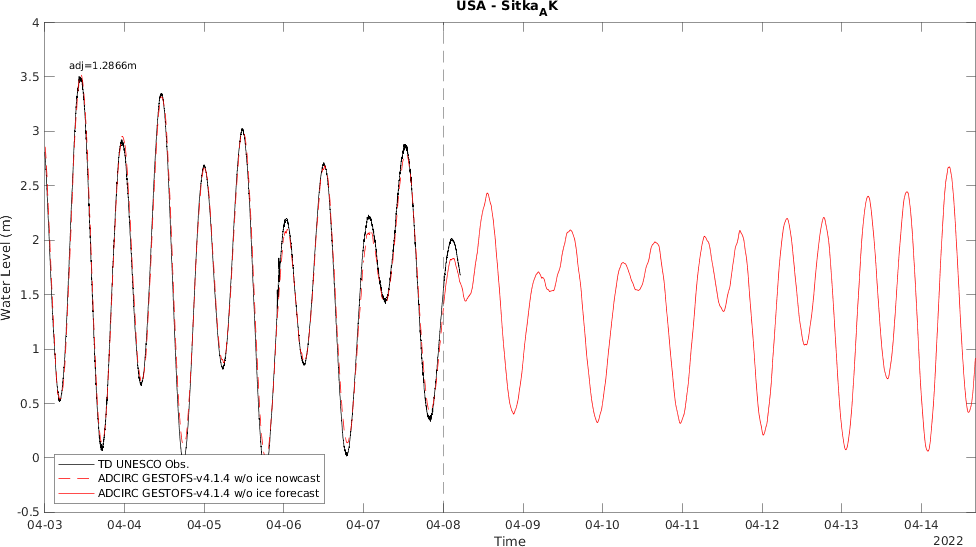 USA - Sitka_AK
adj=1.2866m
4
3.5
3
2.5
2
1.5
1
0.5
0
-0.5
Water Level (m)
TD UNESCO Obs.
ADCIRC GESTOFS-v4.1.4 w/o ice nowcast
ADCIRC GESTOFS-v4.1.4 w/o ice forecast
04-03 04-04 04-05 04-06 04-07 04-08 04-09 04-10 04-11 04-12 04-13 04-14
Time
2022